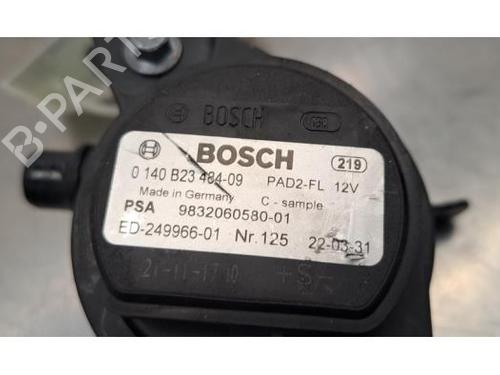 B-PARTS
BOSCH
BOSCH 219
0 140 B23 484-09 PAD2-FL 12V
Made in Germany C - sample
PSA 9832060580-01
ED-249966-01 Nr.125 22-03-31
+S-